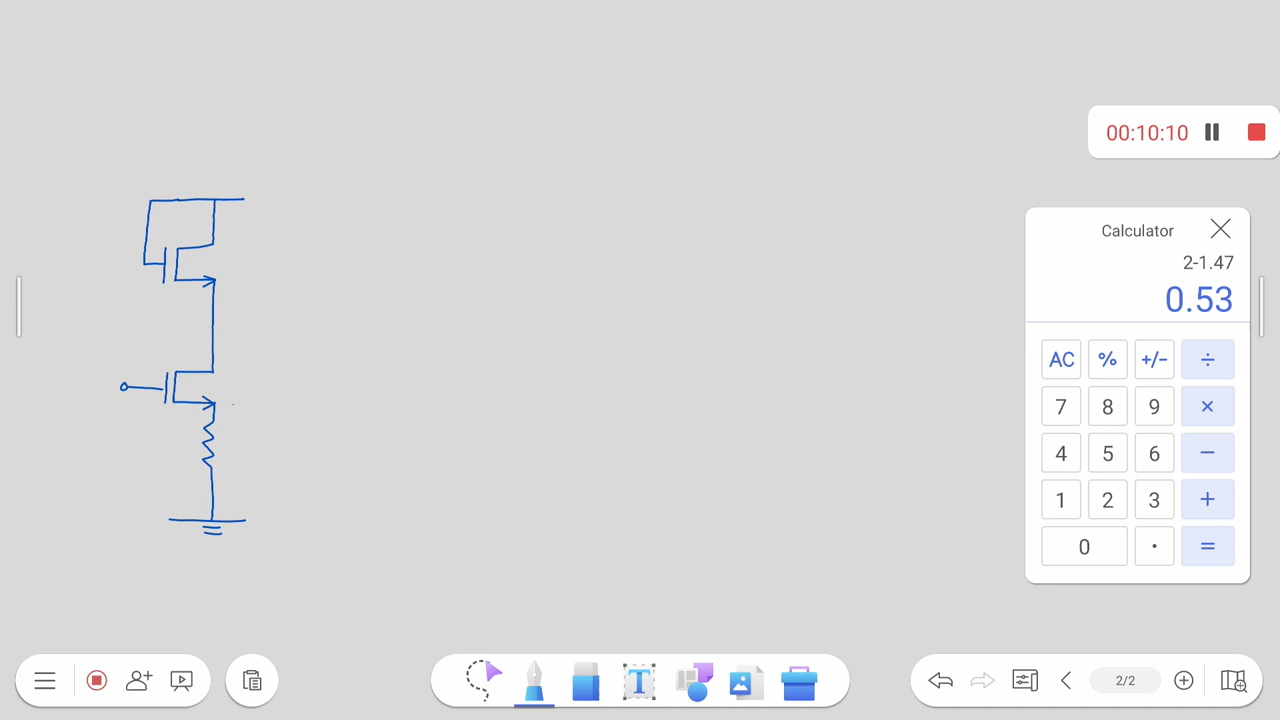 00:10:10
Calculator
2-1.47
0.53
AC % +/- ÷
7 8 9 ×
4 5 6 −
1 2 3 +
0 . =
T
2/2